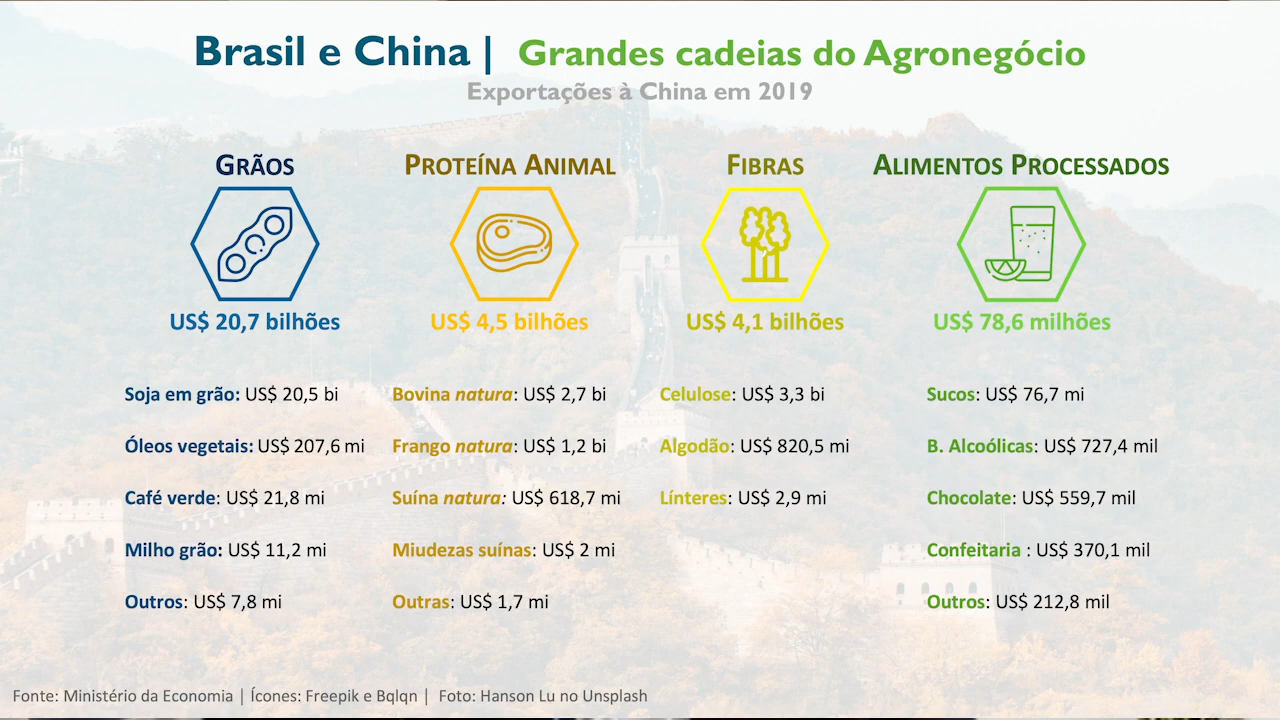 Brasil e China | Grandes cadeias do Agronegócio
Exportações à China em 2019
GRÃOS
US$ 20,7 bilhões
Soja em grão: US$ 20,5 bi
Óleos vegetais: US$ 207,6 mi
Café verde: US$ 21,8 mi
Milho grão: US$ 11,2 mi
Outros: US$ 7,8 mi
PROTEÍNA ANIMAL
US$ 4,5 bilhões
Bovina natura: US$ 2,7 bi
Frango natura: US$ 1,2 bi
Suína natura: US$ 618,7 mi
Miudezas suínas: US$ 2 mi
Outras: US$ 1,7 mi
FIBRAS
US$ 4,1 bilhões
Celulose: US$ 3,3 bi
Algodão: US$ 820,5 mi
Línteres: US$ 2,9 mi
ALIMENTOS PROCESSADOS
US$ 78,6 milhões
Sucos: US$ 76,7 mi
B. Alcoólicas: US$ 727,4 mil
Chocolate: US$ 559,7 mil
Confeitaria : US$ 370,1 mil
Outros: US$ 212,8 mil
Fonte: Ministério da Economia | Ícones: Freepik e Bqlqn | Foto: Hanson Lu no Unsplash